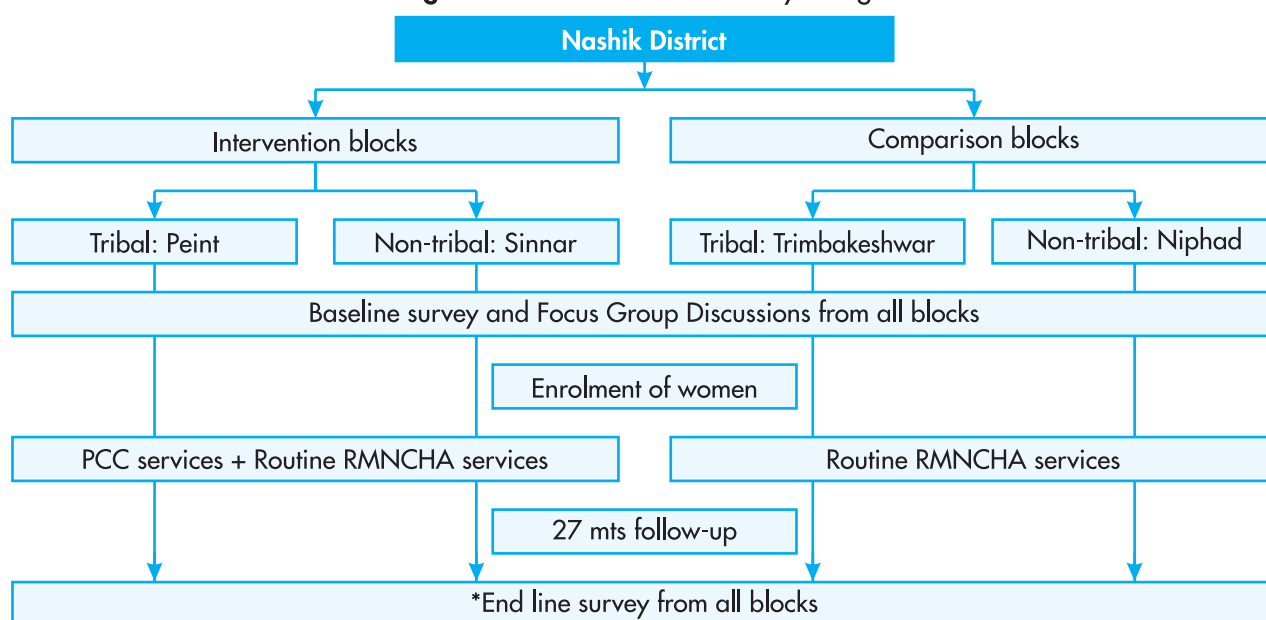 Nashik District
Intervention blocks
Comparison blocks
Tribal: Peint
Non-tribal: Sinnar
Tribal: Trimbakeshwar
Non-tribal: Niphad
Baseline survey and Focus Group Discussions from all blocks
Enrolment of women
PCC services + Routine RMNCHA services
Routine RMNCHA services
27 mts follow-up
*End line survey from all blocks